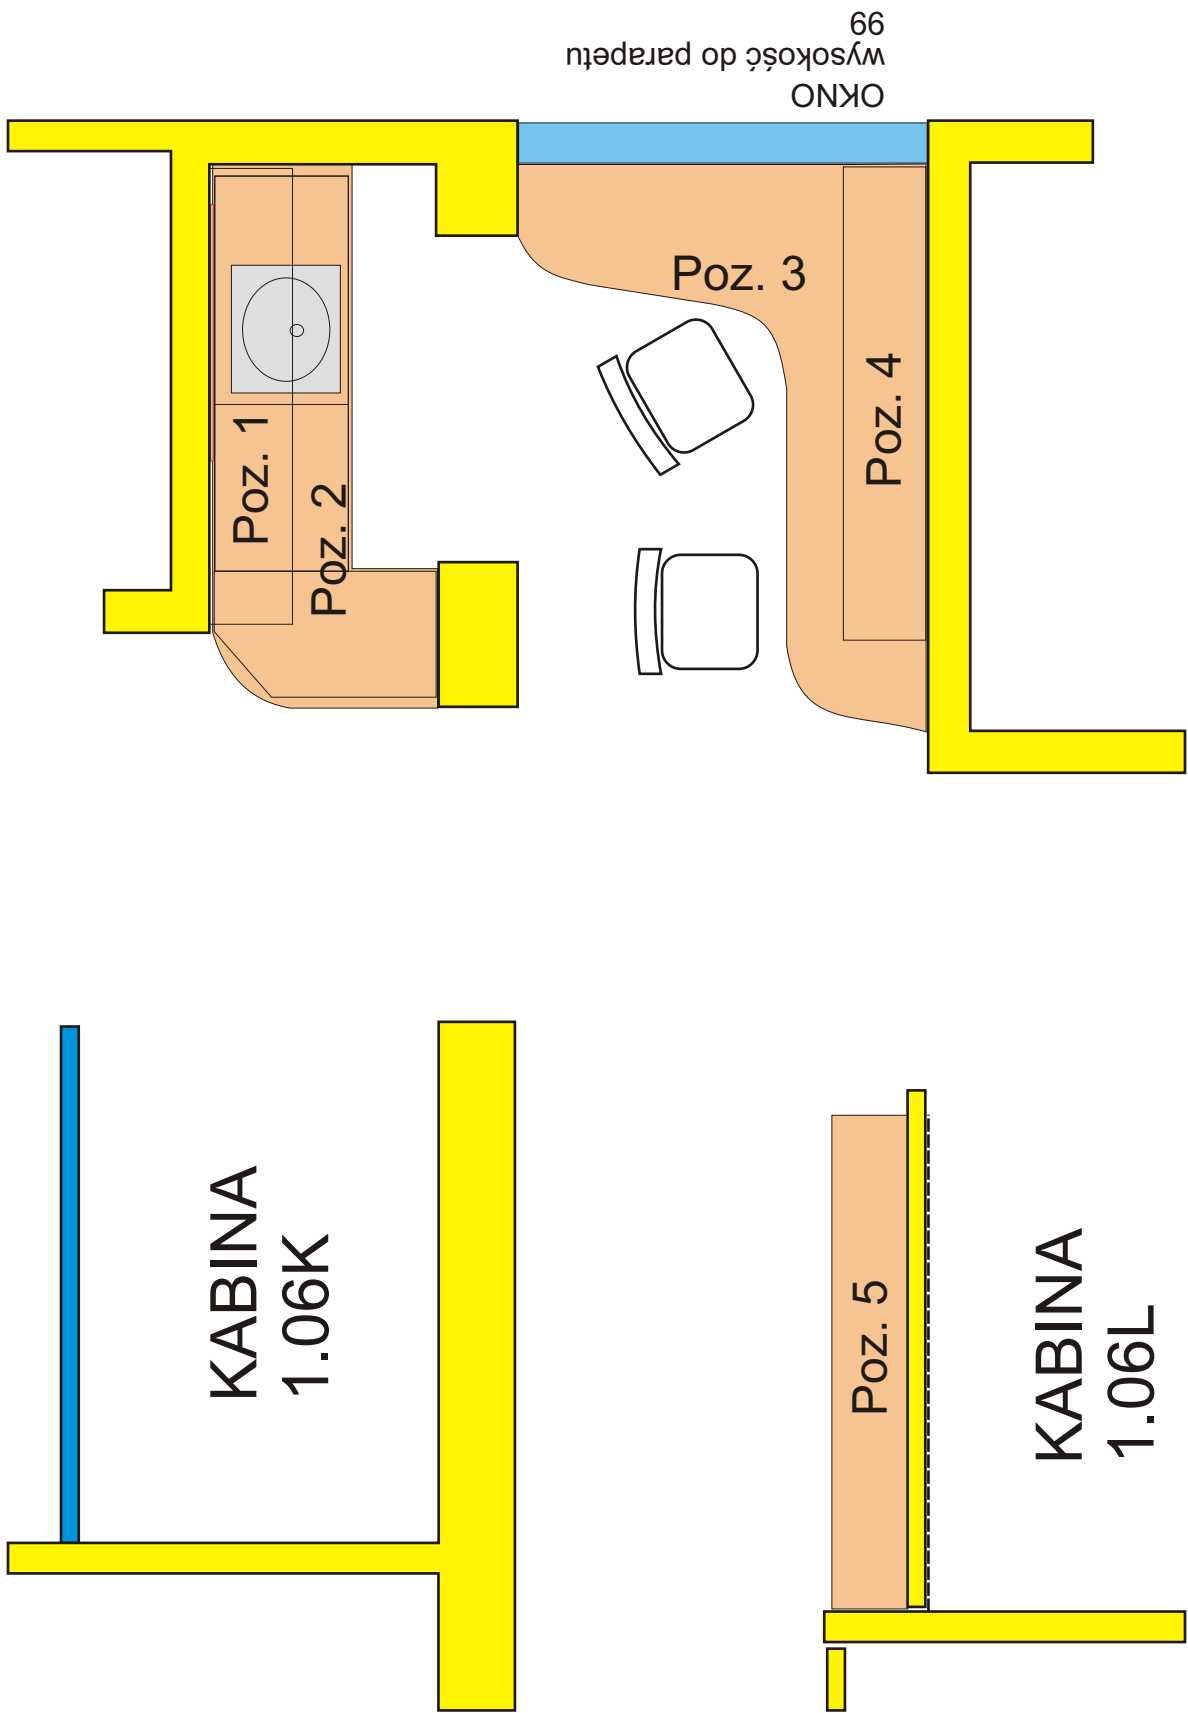 OKNO
wysokość do parapetu
99
Poz. 1
Poz. 2
Poz. 3
Poz. 4
KABINA
1.06K
Poz. 5
KABINA
1.06L